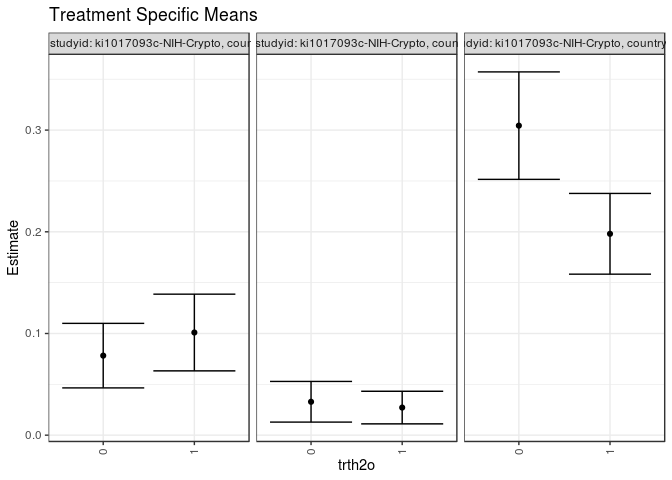 Treatment Specific Means
studyid: ki1017093c-NIH-Crypto, coun
studyid: ki1017093c-NIH-Crypto, coun
dyid: ki1017093c-NIH-Crypto, country
0.3
0.2
0.1
0.0
Estimate
0 1
0 1
0 1
trth2o